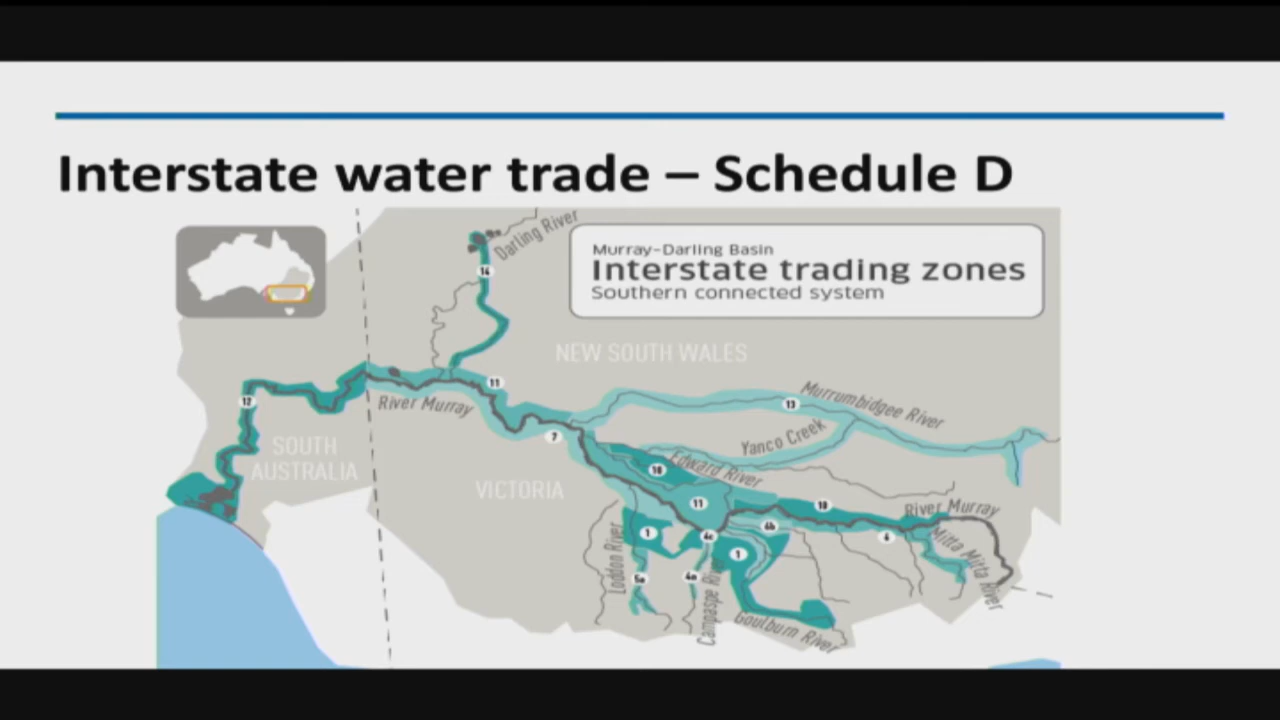 Interstate water trade – Schedule D
Murray–Darling Basin
Interstate trading zones
Southern connected system
Darling River
14
NEW SOUTH WALES
11
12
River Murray
13
Murrumbidgee River
7
Yanco Creek
SOUTH
AUSTRALIA
VICTORIA
10
Edward River
11
10
River Murray
1
4c
6b
6
Mitta Mitta River
Loddon River
1
5a
4a
Campaspe River
Goulburn River